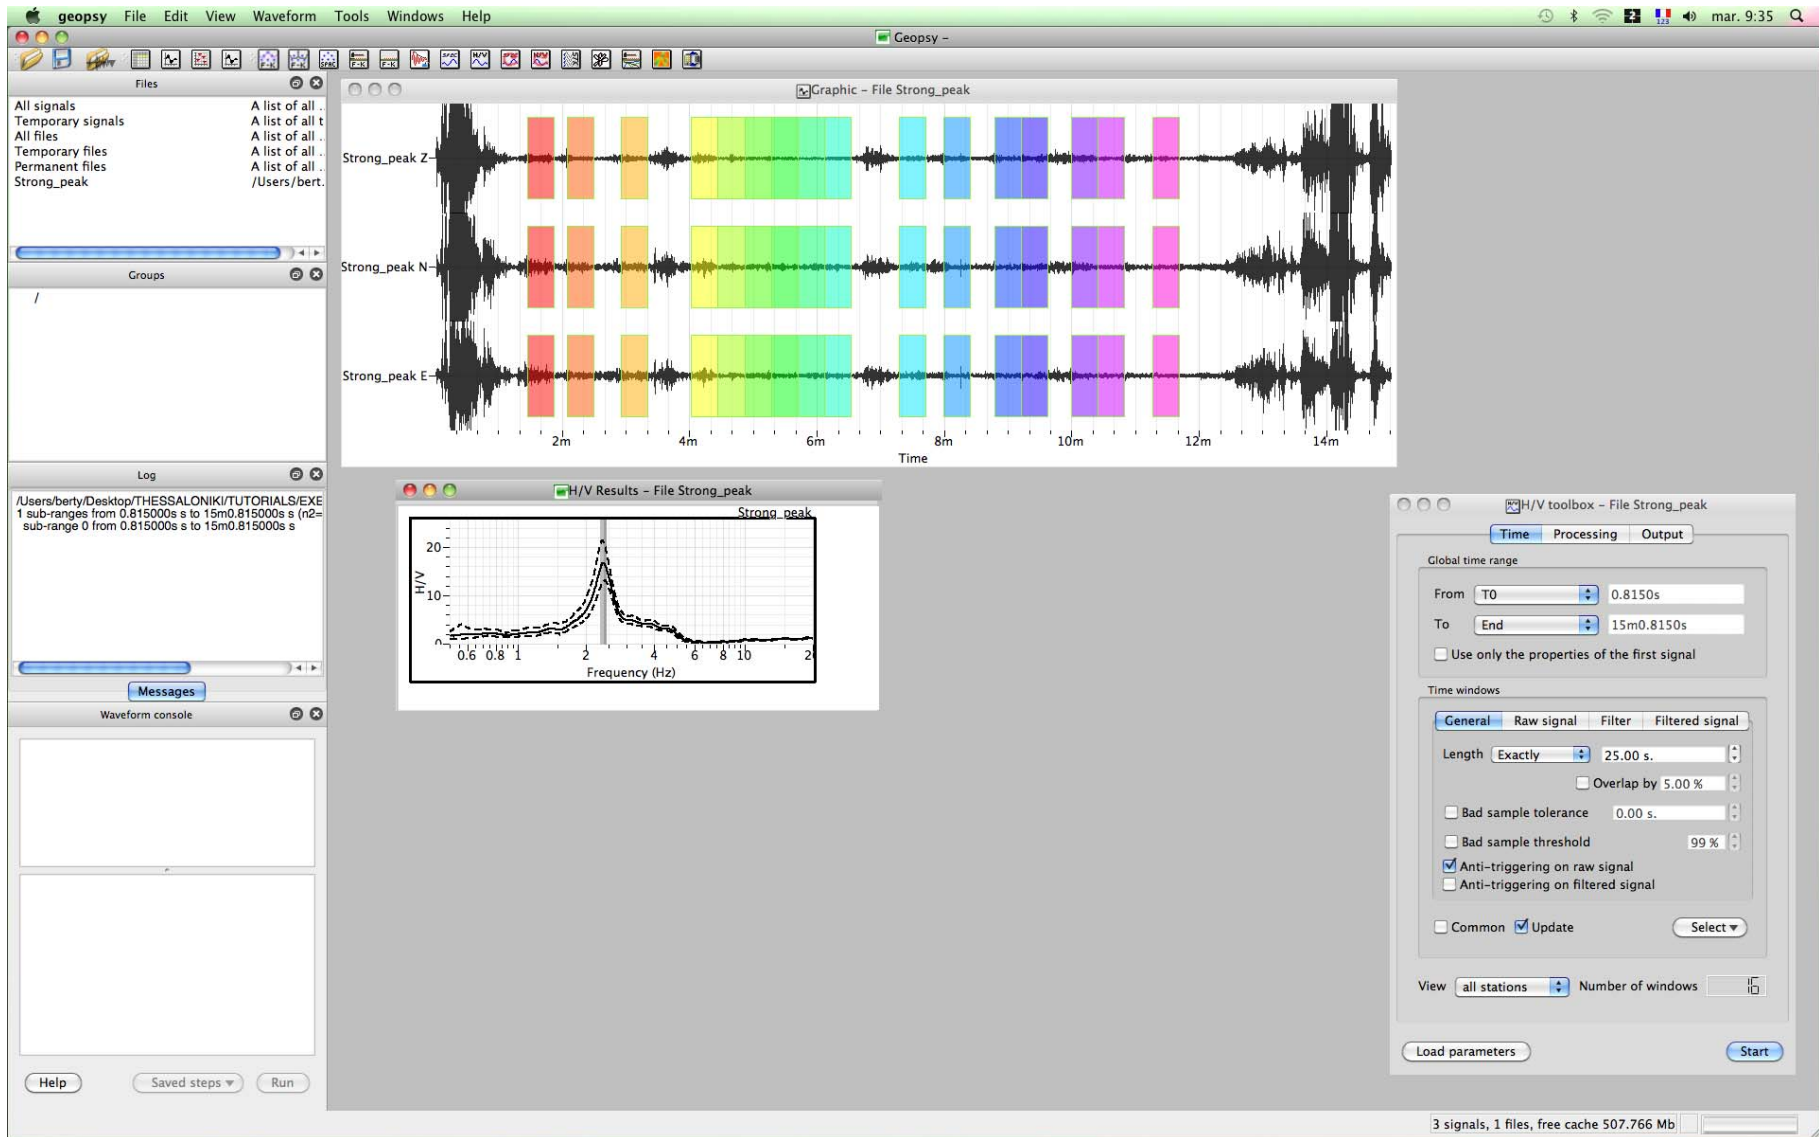 geopsy File Edit View Waveform Tools Windows Help
mar. 9:35
Geopsy -
Files
All signals A list of all ..
Temporary signals A list of all t
All files A list of all ..
Temporary files A list of all ..
Permanent files A list of all ..
Strong_peak /Users/bert.
Groups
/
Log
/Users/berty/Desktop/THESSALONIKI/TUTORIALS/EXE
1 sub-ranges from 0.815000s s to 15m0.815000s s (n2=
sub-range 0 from 0.815000s s to 15m0.815000s s
Messages
Waveform console
Help Saved steps Run
Graphic - File Strong_peak
Strong_peak Z
Strong_peak N
Strong_peak E
2m 4m 6m 8m 10m 12m 14m
Time
H/V Results - File Strong_peak
Strong_peak
H/V
20
10
0
0.6 0.8 1 2 4 6 8 10 2
Frequency (Hz)
H/V toolbox - File Strong_peak
Time Processing Output
Global time range
From T0 0.8150s
To End 15m0.8150s
Use only the properties of the first signal
Time windows
General Raw signal Filter Filtered signal
Length Exactly 25.00 s.
Overlap by 5.00 %
Bad sample tolerance 0.00 s.
Bad sample threshold 99 %
Anti-triggering on raw signal
Anti-triggering on filtered signal
Common Update Select
View all stations Number of windows 16
Load parameters Start
3 signals, 1 files, free cache 507.766 Mb